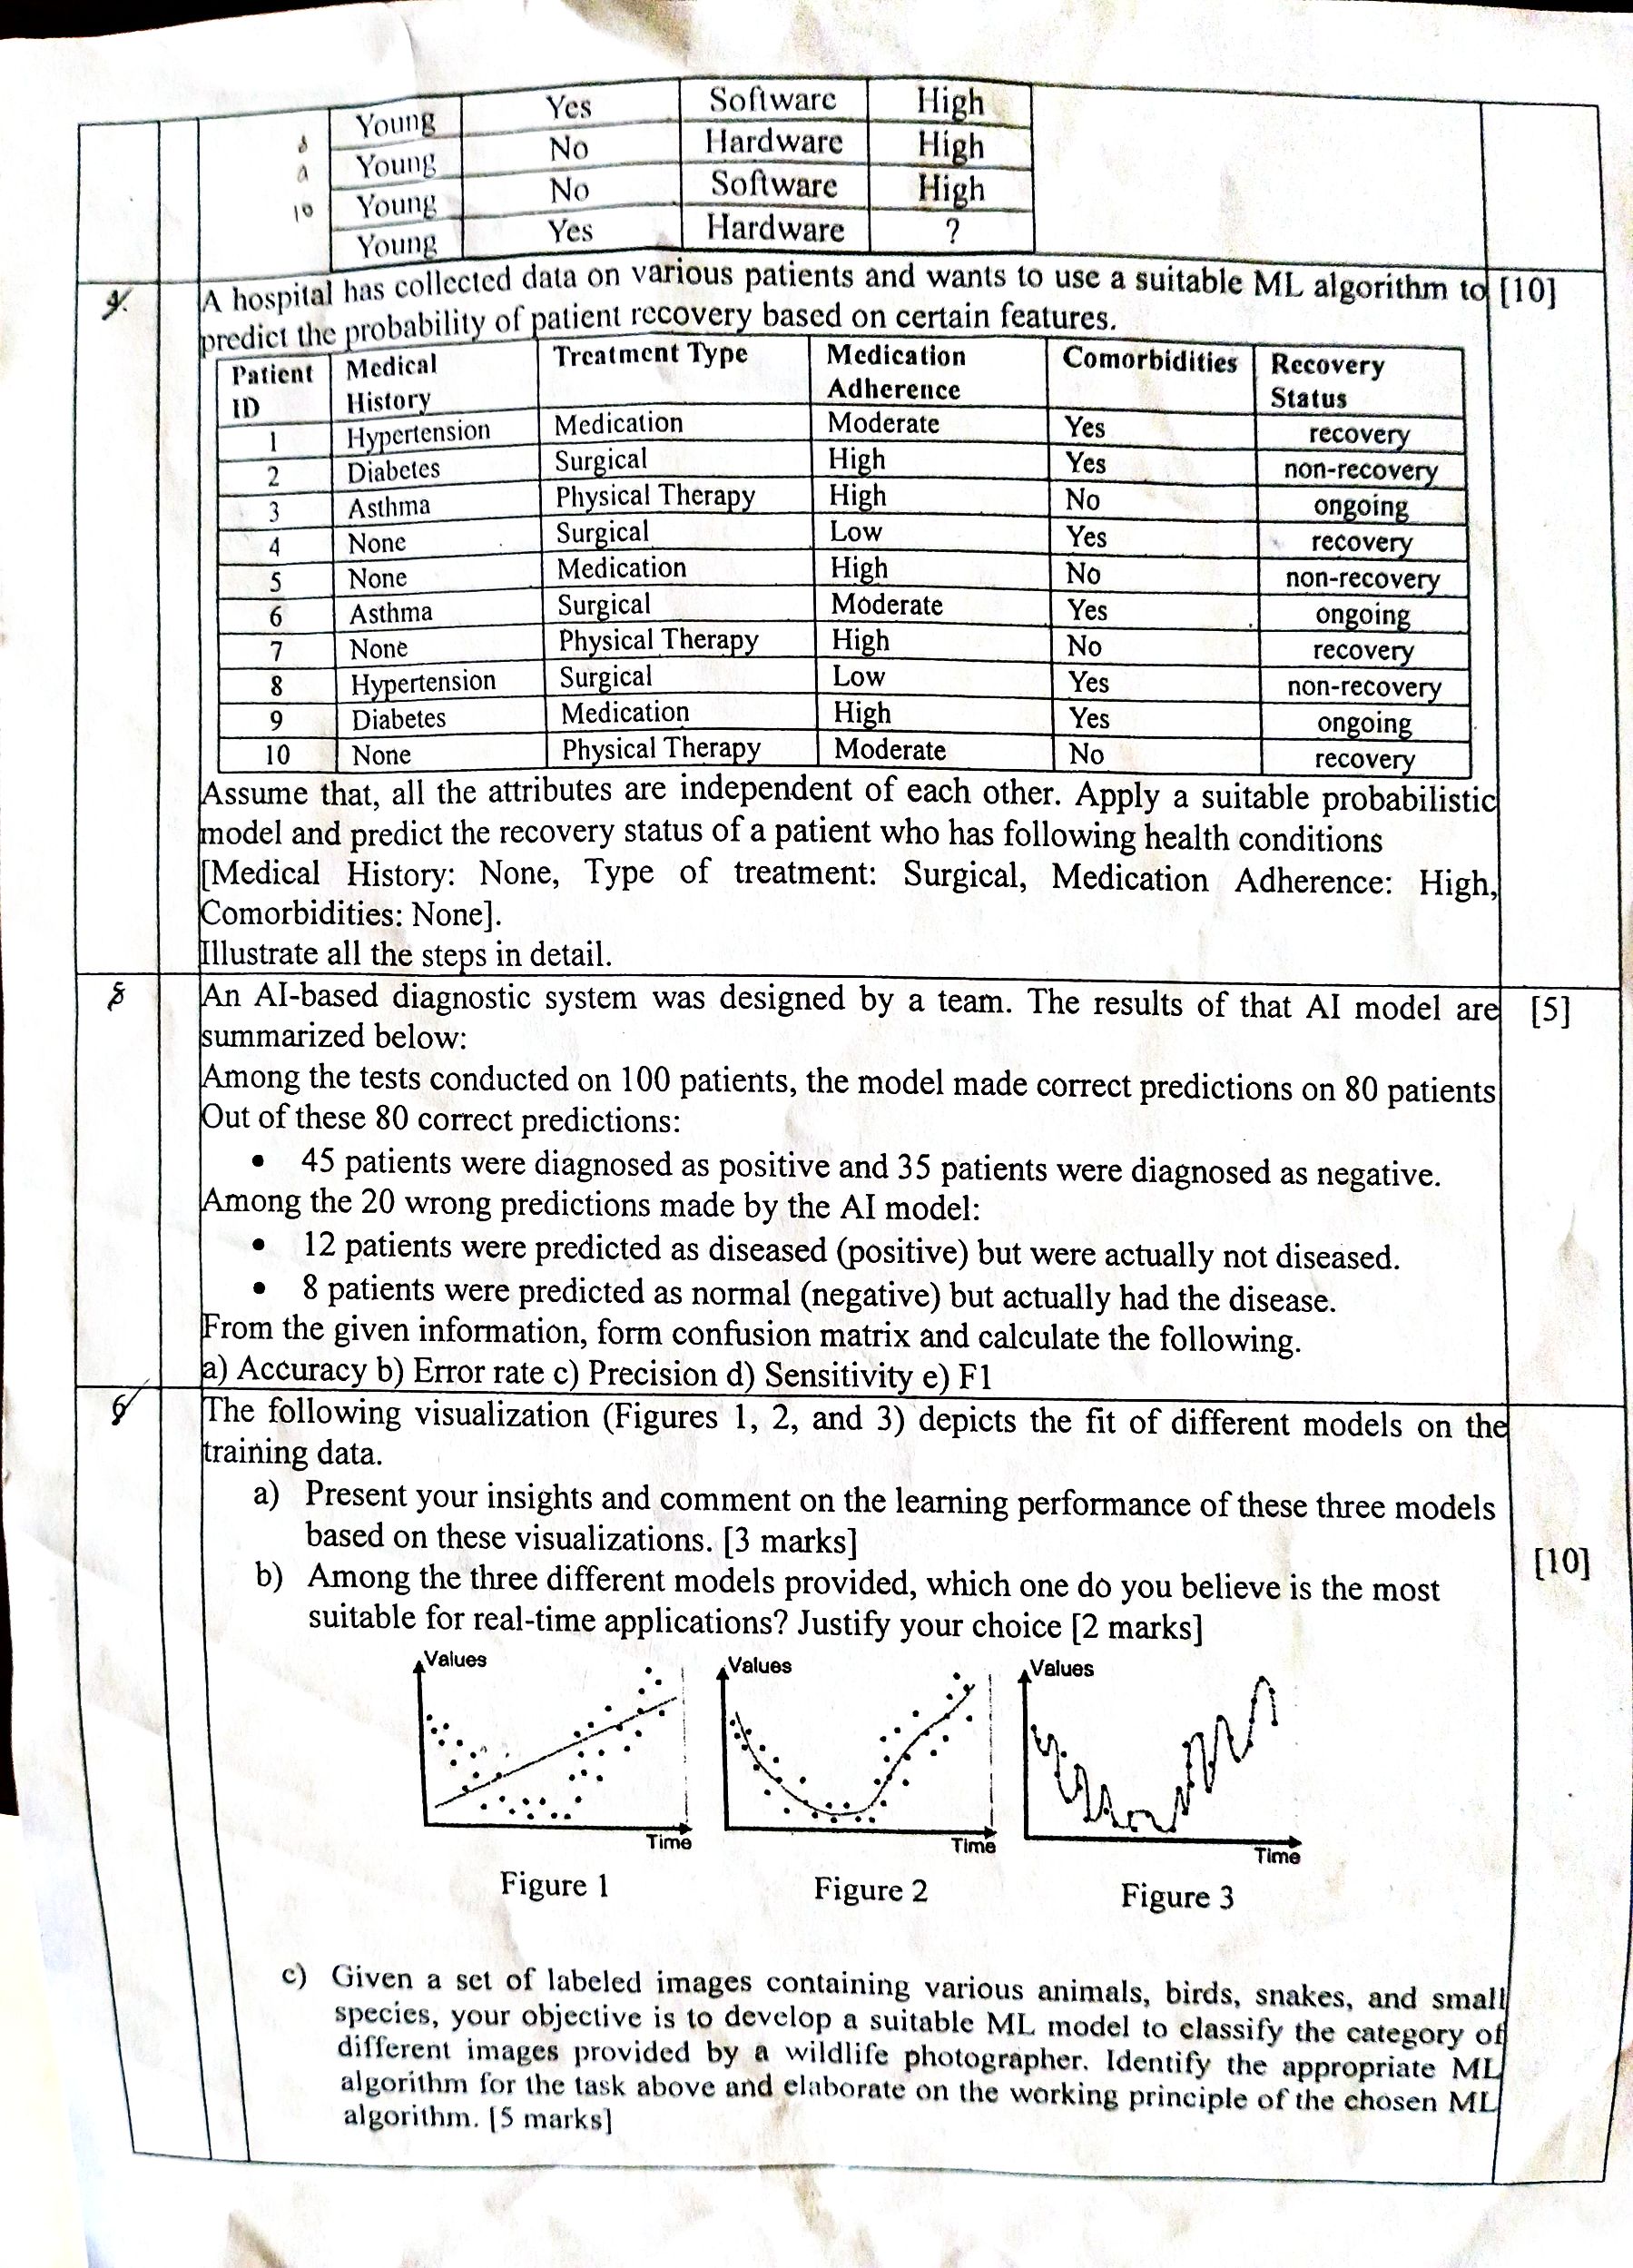 Young Yes Software High
8 Young No Hardware High
9 Young No Software High
10 Young Yes Hardware ?
A hospital has collected data on various patients and wants to use a suitable ML algorithm to [10]
predict the probability of patient recovery based on certain features.
Patient ID Medical History Treatment Type Medication Adherence Comorbidities Recovery Status
1 Hypertension Medication Moderate Yes recovery
2 Diabetes Surgical High Yes non-recovery
3 Asthma Physical Therapy High No ongoing
4 None Surgical Low Yes recovery
5 None Medication High No non-recovery
6 Asthma Surgical Moderate Yes ongoing
7 None Physical Therapy High No recovery
8 Hypertension Surgical Low Yes non-recovery
9 Diabetes Medication High Yes ongoing
10 None Physical Therapy Moderate No recovery
Assume that, all the attributes are independent of each other. Apply a suitable probabilistic
model and predict the recovery status of a patient who has following health conditions
[Medical History: None, Type of treatment: Surgical, Medication Adherence: High,
Comorbidities: None].
Illustrate all the steps in detail.
An AI-based diagnostic system was designed by a team. The results of that AI model are [5]
summarized below:
Among the tests conducted on 100 patients, the model made correct predictions on 80 patients
Out of these 80 correct predictions:
• 45 patients were diagnosed as positive and 35 patients were diagnosed as negative.
Among the 20 wrong predictions made by the AI model:
• 12 patients were predicted as diseased (positive) but were actually not diseased.
• 8 patients were predicted as normal (negative) but actually had the disease.
From the given information, form confusion matrix and calculate the following.
a) Accuracy b) Error rate c) Precision d) Sensitivity e) F1
6 The following visualization (Figures 1, 2, and 3) depicts the fit of different models on the
training data.
a) Present your insights and comment on the learning performance of these three models
based on these visualizations. [3 marks]
[10]
b) Among the three different models provided, which one do you believe is the most
suitable for real-time applications? Justify your choice [2 marks]
Values Values Values
Time Time Time
Figure 1 Figure 2 Figure 3
c) Given a set of labeled images containing various animals, birds, snakes, and small
species, your objective is to develop a suitable ML model to classify the category of
different images provided by a wildlife photographer. Identify the appropriate ML
algorithm for the task above and elaborate on the working principle of the chosen ML
algorithm. [5 marks]